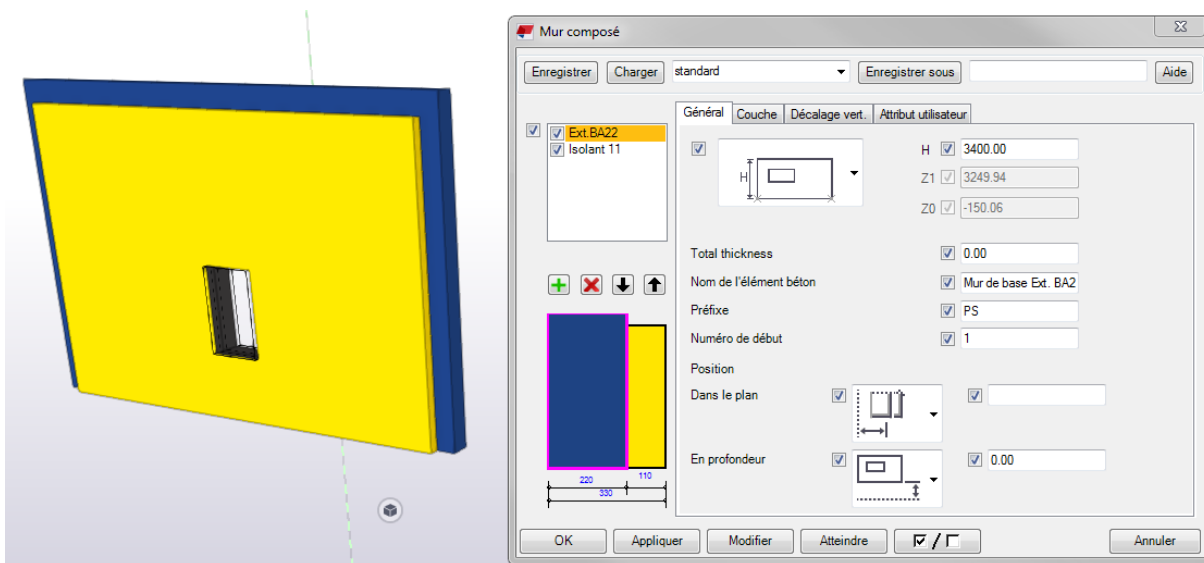 Mur composé
Enregistrer Charger standard Enregistrer sous Aide
Général Couche Décalage vert. Attribut utilisateur
Ext.BA22
Isolant 11
H 3400.00
H
Z1 3249.94
Z0 -150.06
Total thickness 0.00
Nom de l'élément béton Mur de base Ext. BA2
Préfixe PS
Numéro de début 1
Position
Dans le plan
En profondeur 0.00
220 110
330
OK Appliquer Modifier Atteindre / Annuler